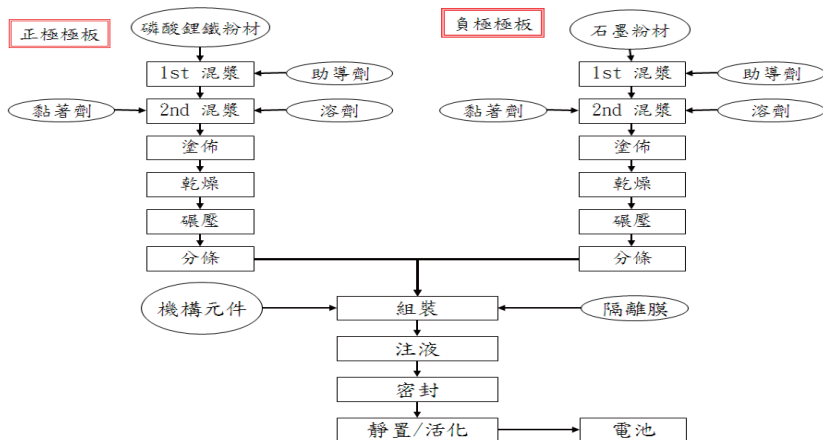 正極極板
磷酸鋰鐵粉材
負極極板
石墨粉材
1st 混漿
助導劑
1st 混漿
助導劑
黏著劑
2nd 混漿
溶劑
黏著劑
2nd 混漿
溶劑
塗佈
塗佈
乾燥
乾燥
碾壓
碾壓
分條
分條
機構元件
組裝
隔離膜
注液
密封
靜置/活化
電池